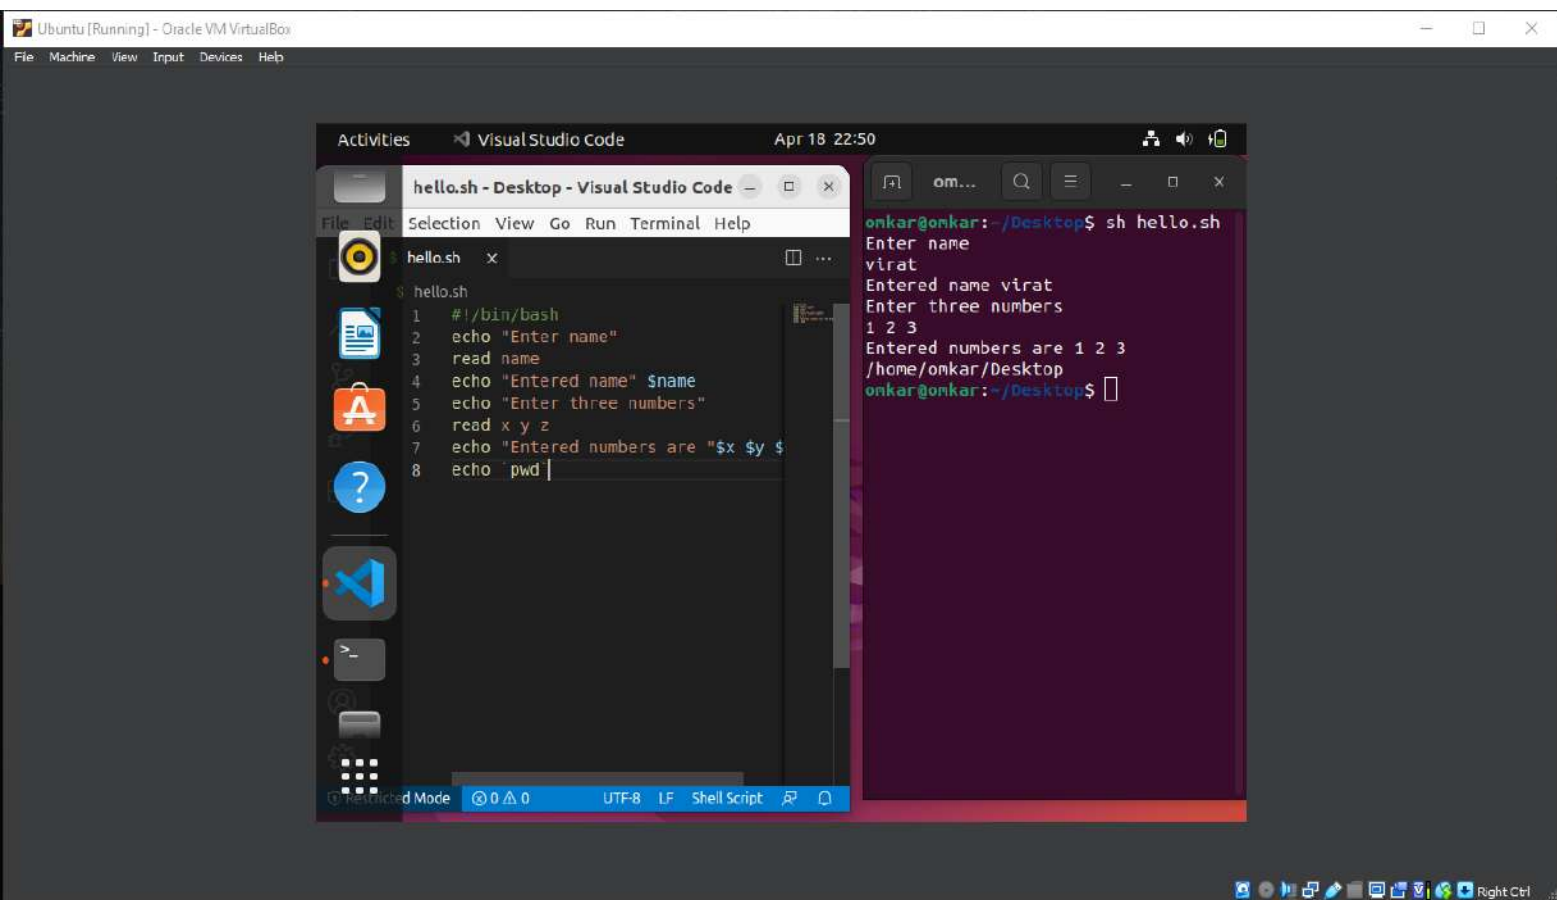 Ubuntu [Running] - Oracle VM VirtualBox
File Machine View Input Devices Help
Activities Visual Studio Code Apr 18 22:50
hello.sh - Desktop - Visual Studio Code
File Edit Selection View Go Run Terminal Help
$ hello.sh
$ hello.sh
1 #!/bin/bash
2 echo "Enter name"
3 read name
4 echo "Entered name" $name
5 echo "Enter three numbers"
6 read x y z
7 echo "Entered numbers are "$x $y $
8 echo `pwd`
Restricted Mode 0 0 UTF-8 LF Shell Script
om...
omkar@omkar:~/Desktop$ sh hello.sh
Enter name
virat
Entered name virat
Enter three numbers
1 2 3
Entered numbers are 1 2 3
/home/omkar/Desktop
omkar@omkar:~/Desktop$
Right Ctrl